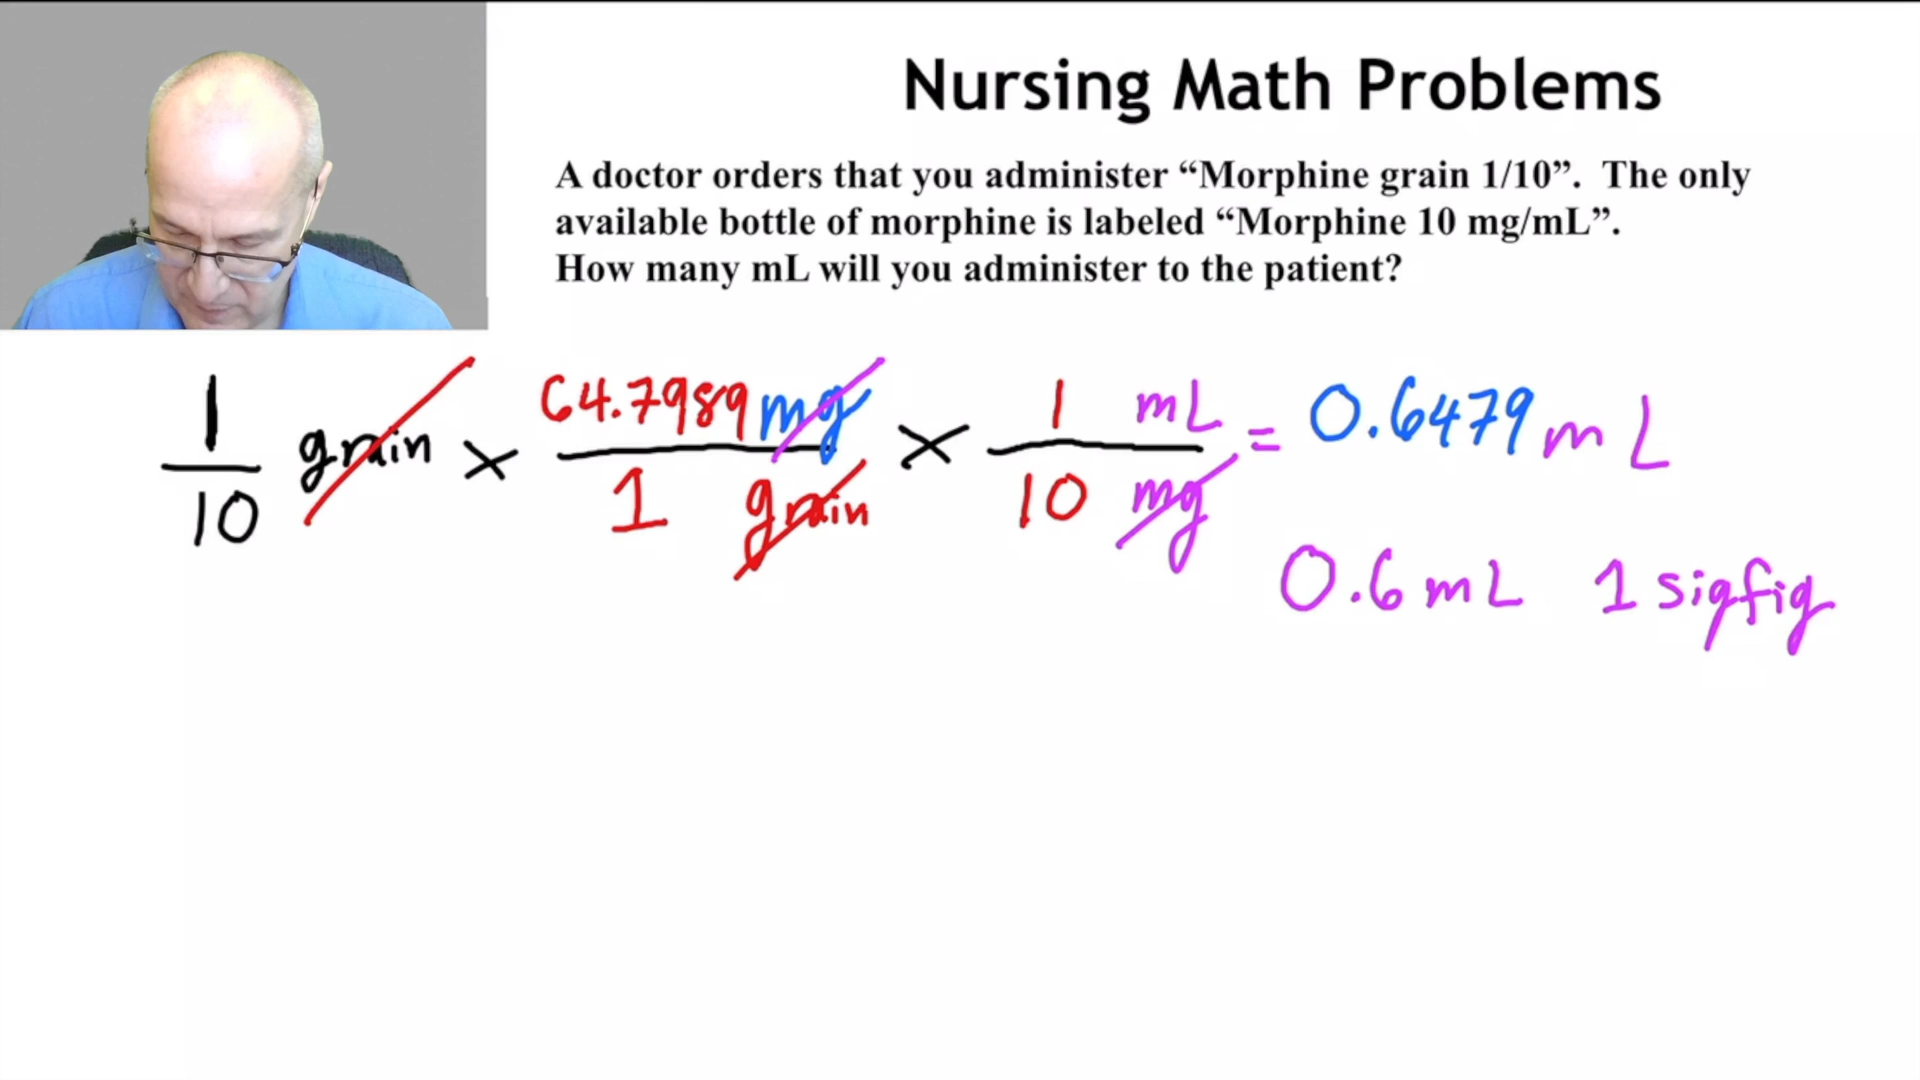 Nursing Math Problems
A doctor orders that you administer “Morphine grain 1/10”. The only
available bottle of morphine is labeled “Morphine 10 mg/mL”.
How many mL will you administer to the patient?
1/10 grain × 64.7989 mg/1 grain × 1 mL/10 mg = 0.6479 mL
0.6 mL 1 sigfig